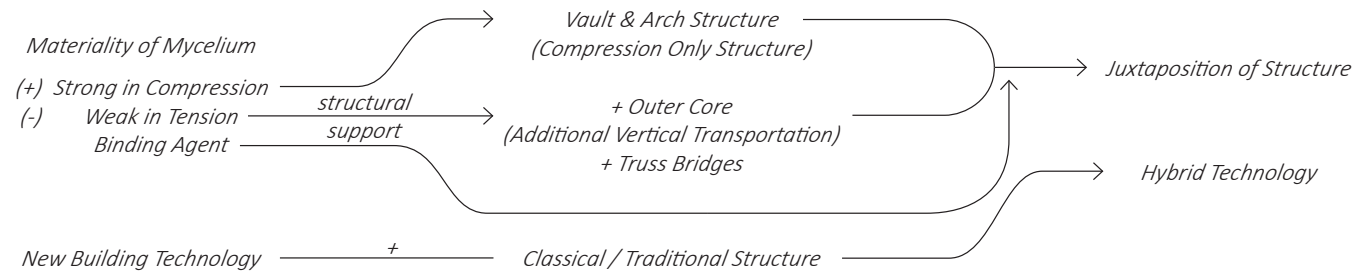 Vault & Arch Structure
(Compression Only Structure)
Materiality of Mycelium
(+) Strong in Compression
(-) Weak in Tension
Binding Agent
structural
support
+ Outer Core
(Additional Vertical Transportation)
+ Truss Bridges
Juxtaposition of Structure
Hybrid Technology
New Building Technology
+
Classical / Traditional Structure